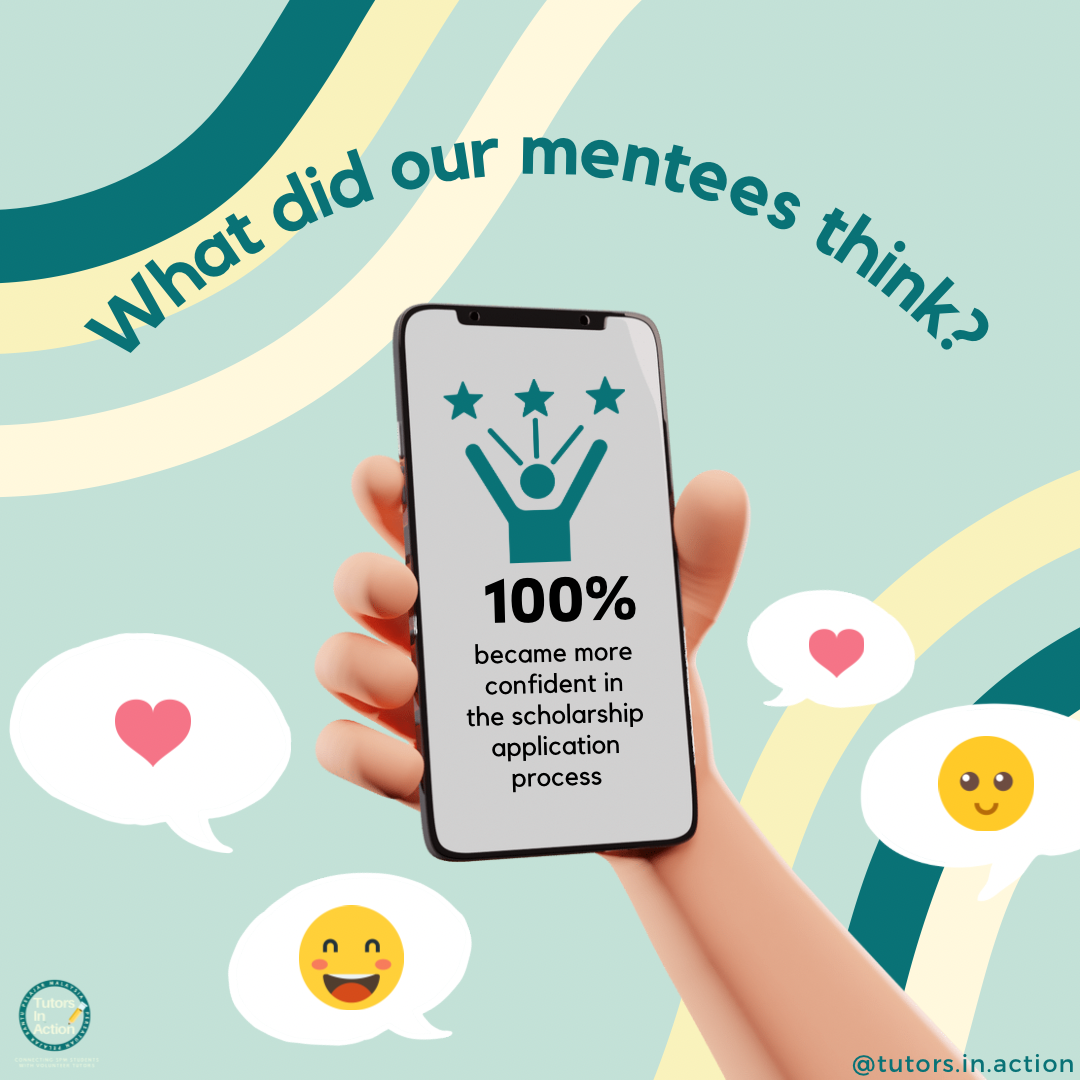 What did our mentees think?
100%
became more
confident in
the scholarship
application
process
Tutors
In
Action
@tutors.in.action